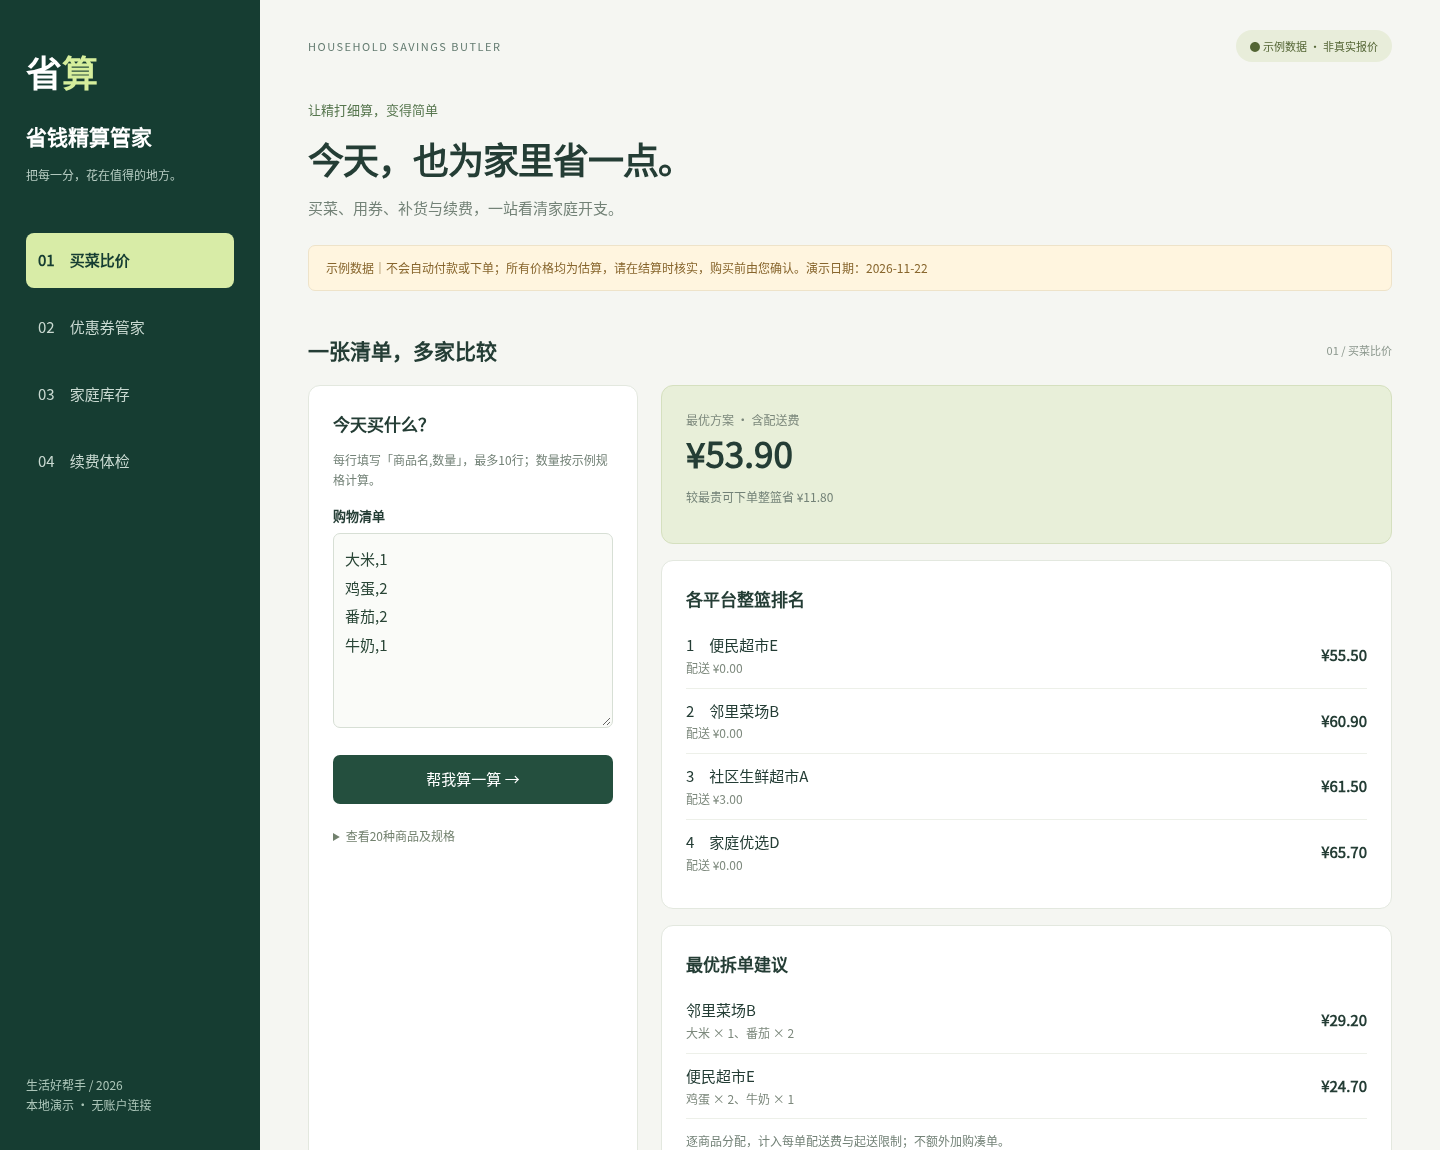 省算
省钱精算管家
把每一分，花在值得的地方。
01 买菜比价
02 优惠券管家
03 家庭库存
04 续费体检
生活好帮手 / 2026
本地演示 · 无账户连接
HOUSEHOLD SAVINGS BUTLER
● 示例数据 · 非真实报价
让精打细算，变得简单
今天，也为家里省一点。
买菜、用券、补货与续费，一站看清家庭开支。
示例数据｜不会自动付款或下单；所有价格均为估算，请在结算时核实，购买前由您确认。演示日期：2026-11-22
一张清单，多家比较
01 / 买菜比价
今天买什么？
每行填写「商品名,数量」，最多10行；数量按示例规
格计算。
购物清单
大米,1
鸡蛋,2
番茄,2
牛奶,1
帮我算一算 →
▶ 查看20种商品及规格
最优方案 · 含配送费
¥53.90
较最贵可下单整篮省 ¥11.80
各平台整篮排名
1 便民超市E
配送 ¥0.00
¥55.50
2 邻里菜场B
配送 ¥0.00
¥60.90
3 社区生鲜超市A
配送 ¥3.00
¥61.50
4 家庭优选D
配送 ¥0.00
¥65.70
最优拆单建议
邻里菜场B
大米 × 1、番茄 × 2
¥29.20
便民超市E
鸡蛋 × 2、牛奶 × 1
¥24.70
逐商品分配，计入每单配送费与起送限制；不额外加购凑单。